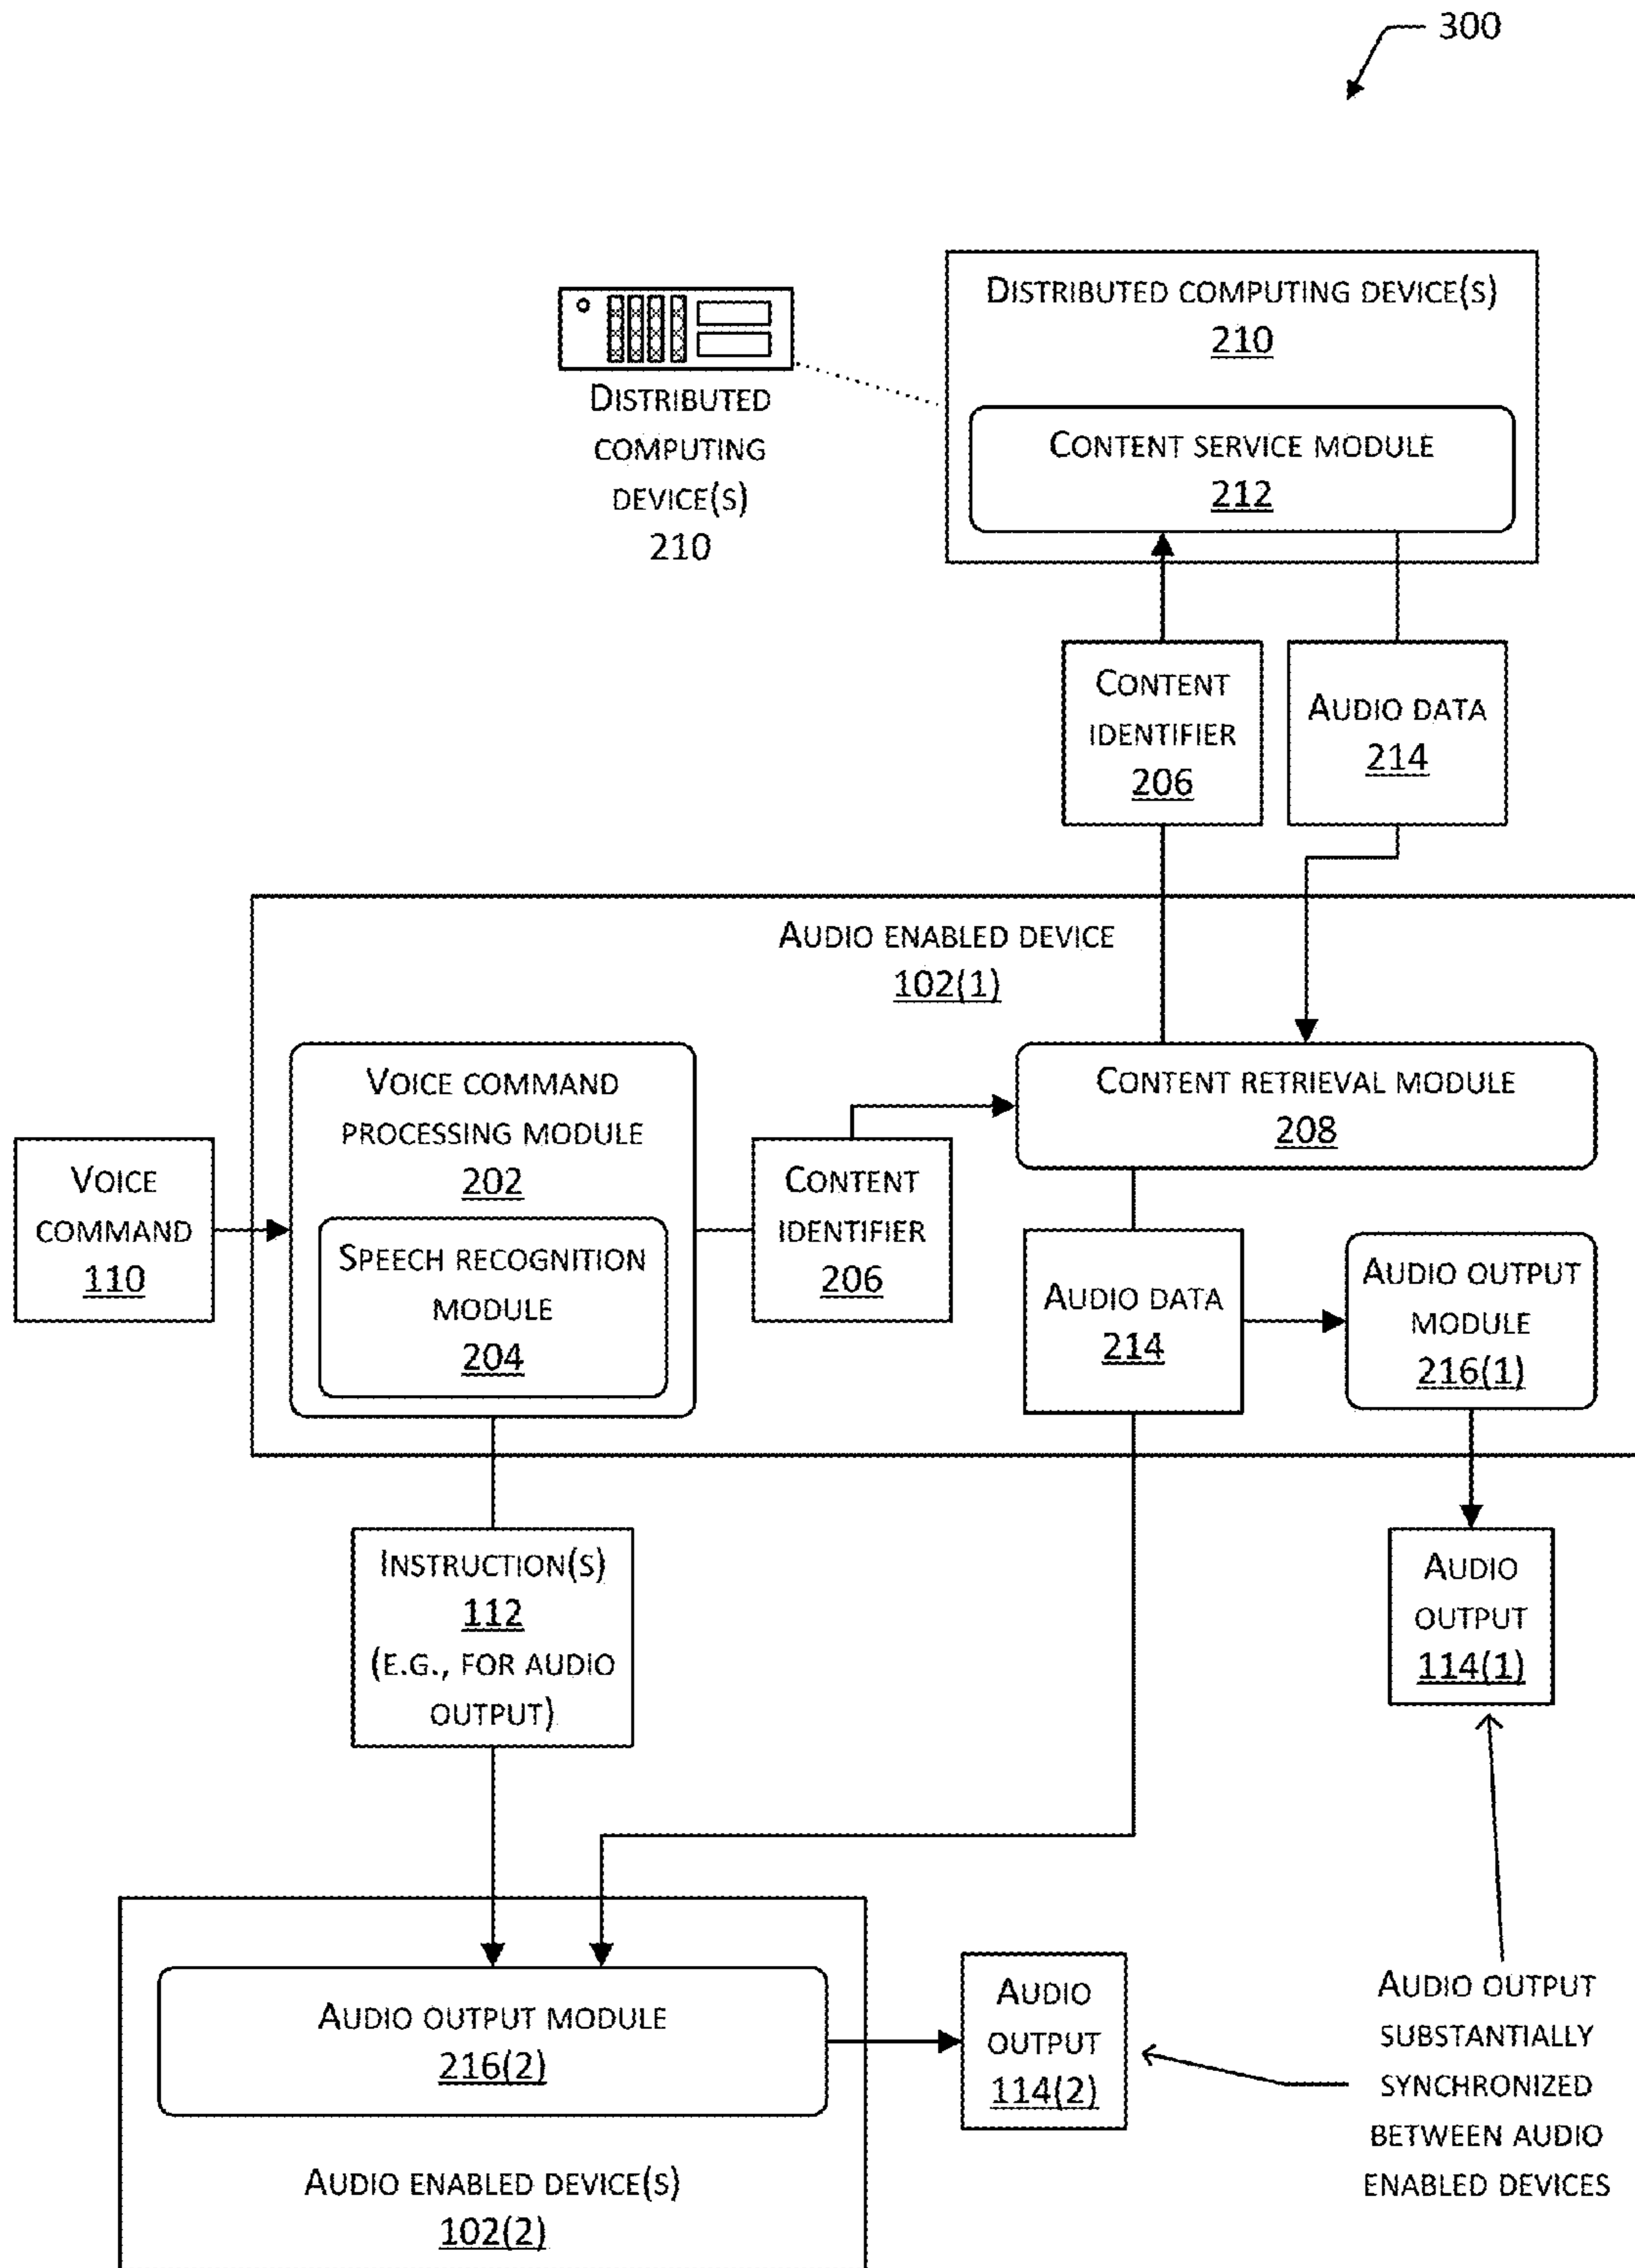 300
DISTRIBUTED COMPUTING DEVICE(S)
210
DISTRIBUTED
COMPUTING
DEVICE(S)
210
CONTENT SERVICE MODULE
212
CONTENT
IDENTIFIER
206
AUDIO DATA
214
AUDIO ENABLED DEVICE
102(1)
VOICE COMMAND
PROCESSING MODULE
202
CONTENT RETRIEVAL MODULE
208
VOICE
COMMAND
110
SPEECH RECOGNITION
MODULE
204
CONTENT
IDENTIFIER
206
AUDIO DATA
214
AUDIO OUTPUT
MODULE
216(1)
INSTRUCTION(S)
112
(E.G., FOR AUDIO
OUTPUT)
AUDIO
OUTPUT
114(1)
AUDIO OUTPUT MODULE
216(2)
AUDIO
OUTPUT
114(2)
AUDIO OUTPUT
SUBSTANTIALLY
SYNCHRONIZED
BETWEEN AUDIO
ENABLED DEVICES
AUDIO ENABLED DEVICE(S)
102(2)